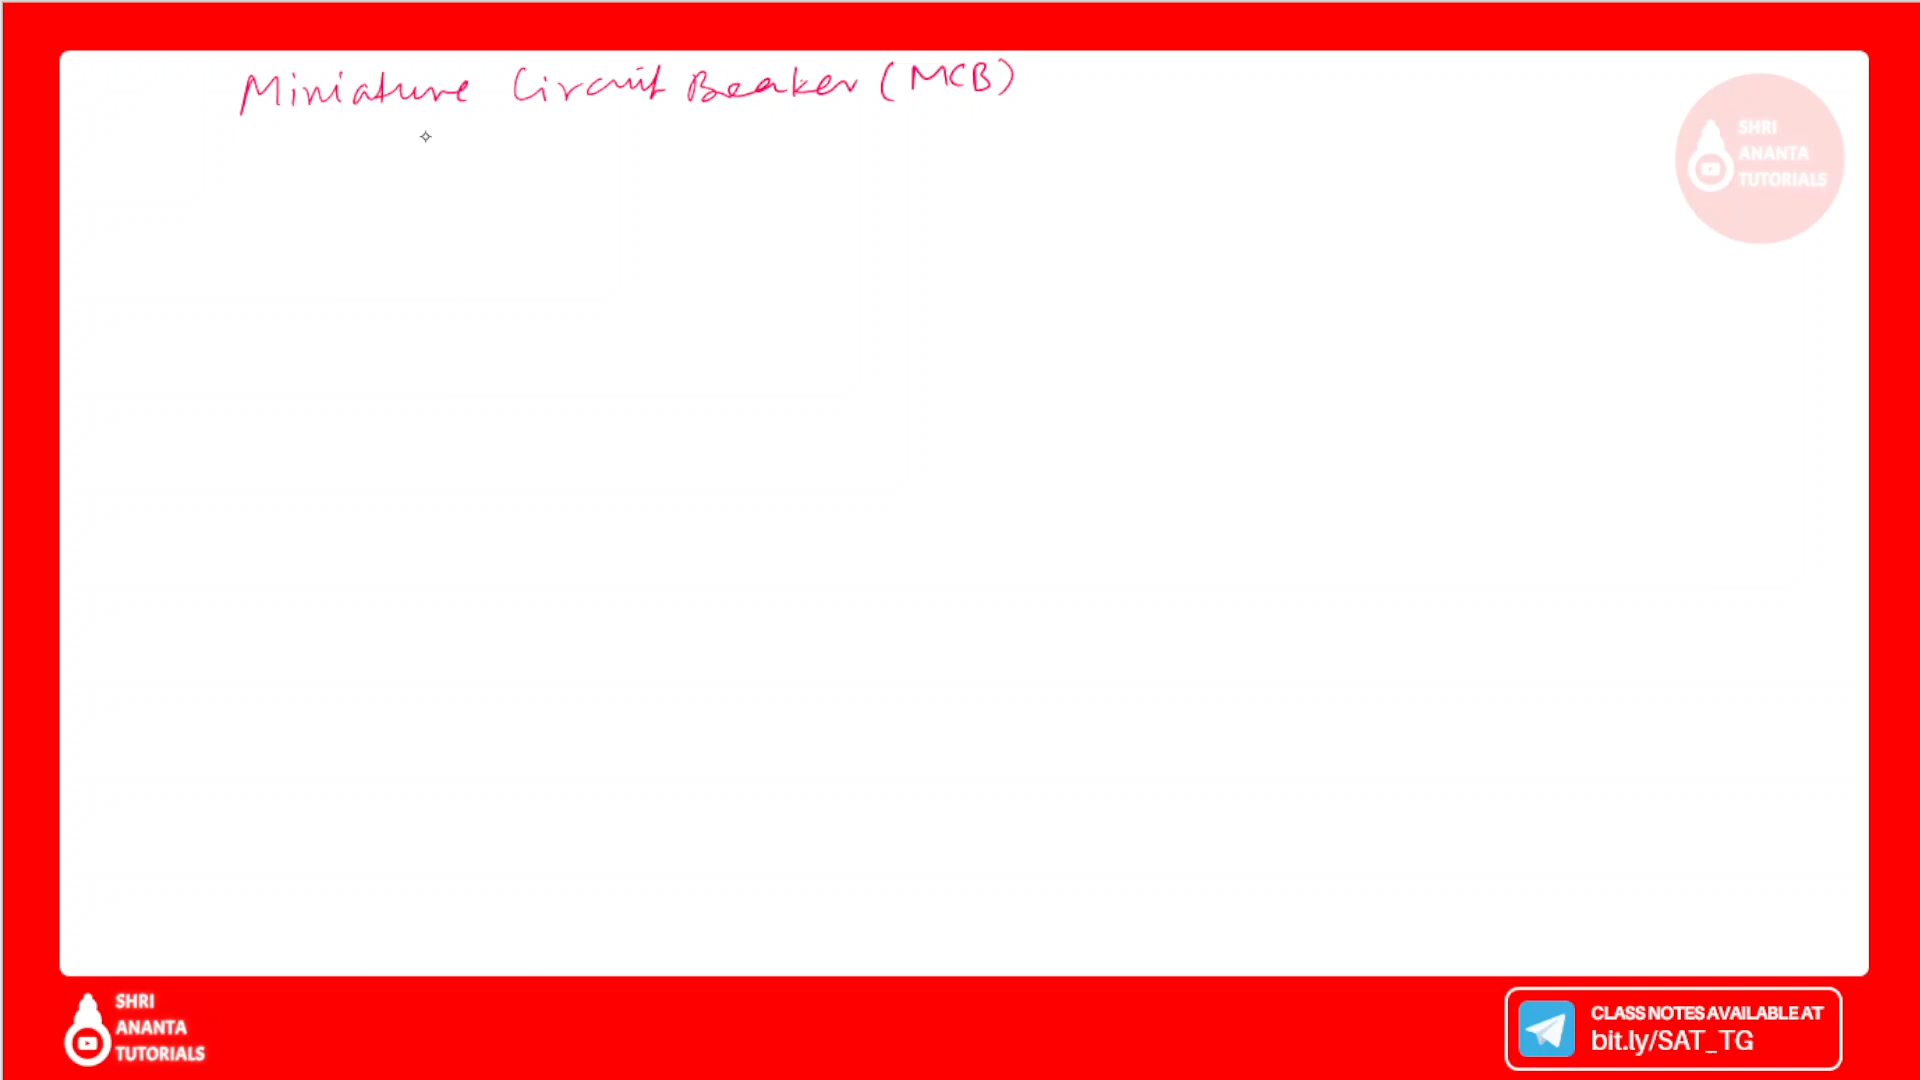 Miniature Circuit Beaker (MCB)
SHRI
ANANTA
TUTORIALS
SHRI
ANANTA
TUTORIALS
CLASS NOTES AVAILABLE AT
bit.ly/SAT_TG